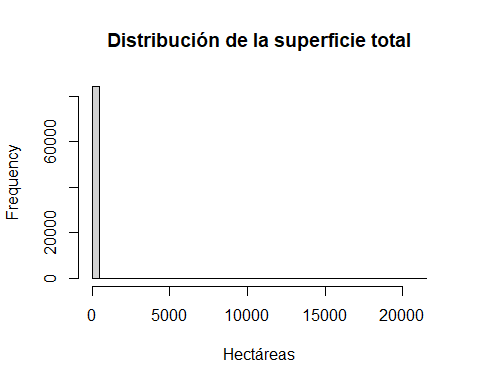 Distribución de la superficie total
Frequency
60000
20000
0
0 5000 10000 15000 20000
Hectáreas